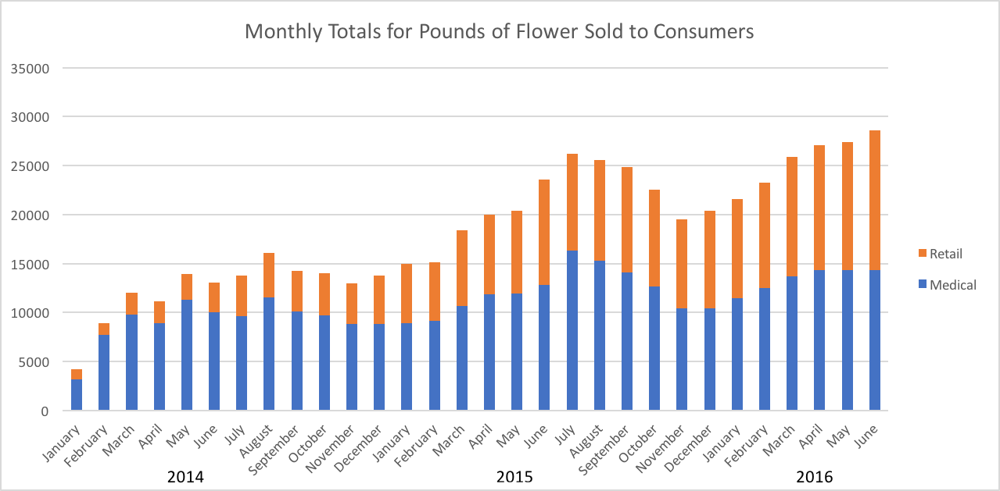 Monthly Totals for Pounds of Flower Sold to Consumers
35000
30000
25000
20000
15000
10000
5000
0
Retail
Medical
January
February
March
April
May
June
July
August
September
October
November
December
January
February
March
April
May
June
July
August
September
October
November
December
January
February
March
April
May
June
2014
2015
2016